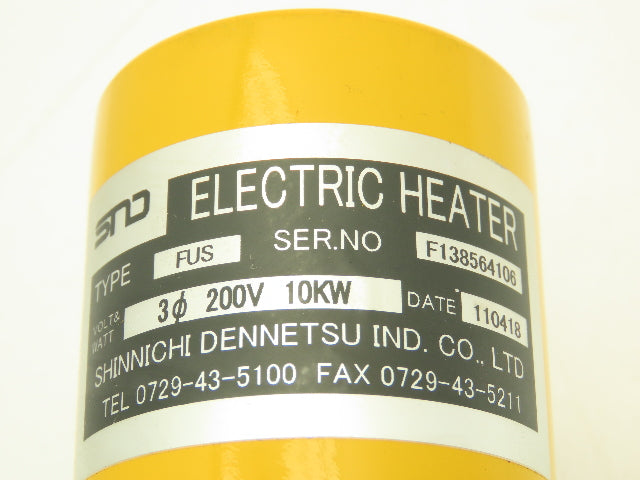 SND ELECTRIC HEATER
TYPE FUS SER.NO F138564106
VOLT& WATT 3φ 200V 10KW DATE 110418
SHINNICHI DENNETSU IND. CO., LTD
TEL 0729-43-5100 FAX 0729-43-5211